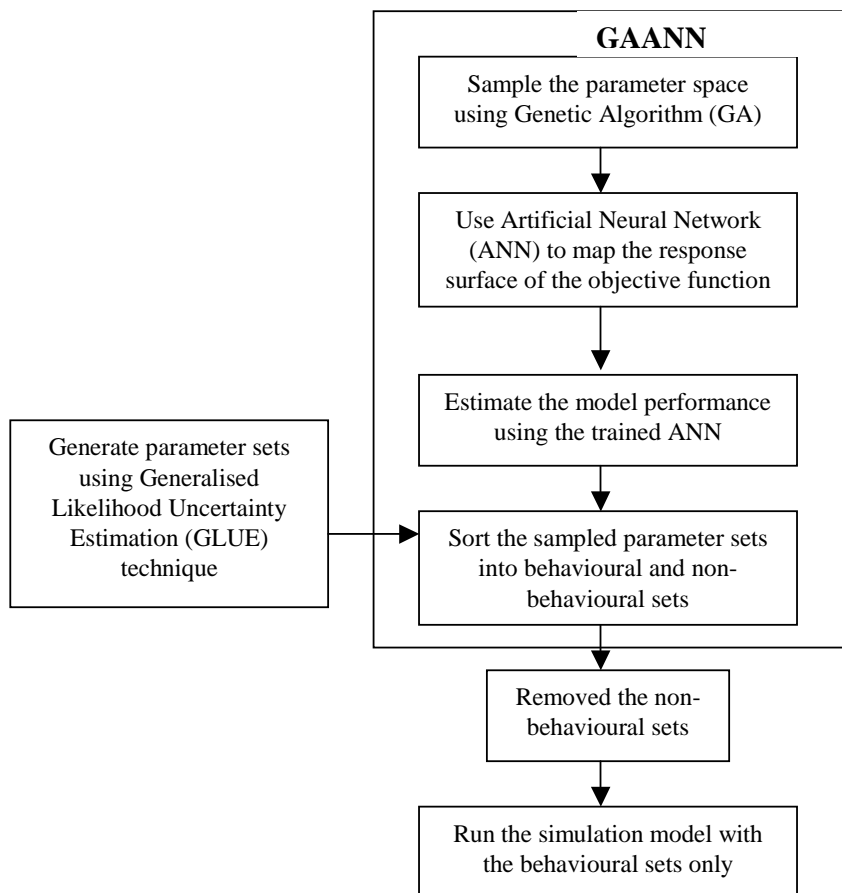 GAANN
Sample the parameter space
using Genetic Algorithm (GA)
Use Artificial Neural Network
(ANN) to map the response
surface of the objective function
Estimate the model performance
using the trained ANN
Generate parameter sets
using Generalised
Likelihood Uncertainty
Estimation (GLUE)
technique
Sort the sampled parameter sets
into behavioural and non-
behavioural sets
Removed the non-
behavioural sets
Run the simulation model with
the behavioural sets only